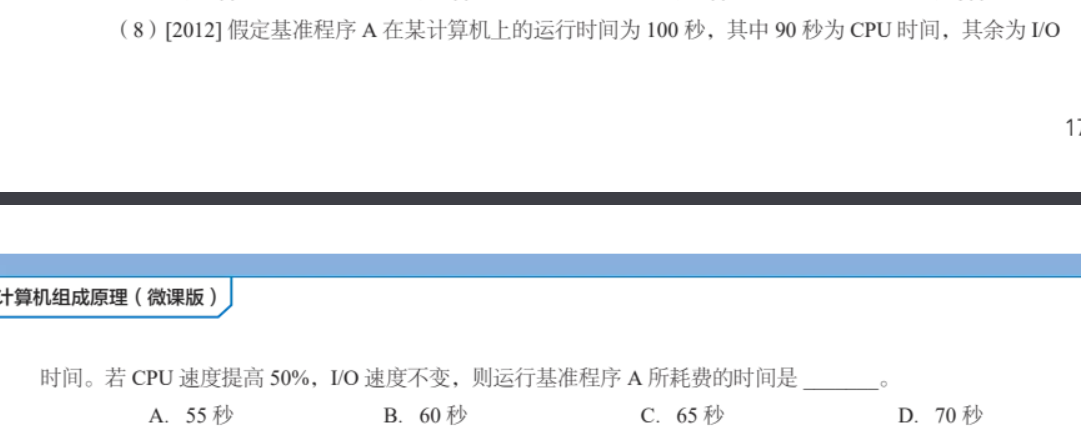 （8）[2012] 假定基准程序 A 在某计算机上的运行时间为 100 秒，其中 90 秒为 CPU 时间，其余为 I/O
计算机组成原理（微课版）
时间。若 CPU 速度提高 50%，I/O 速度不变，则运行基准程序 A 所耗费的时间是 _______。
A. 55 秒 B. 60 秒 C. 65 秒 D. 70 秒